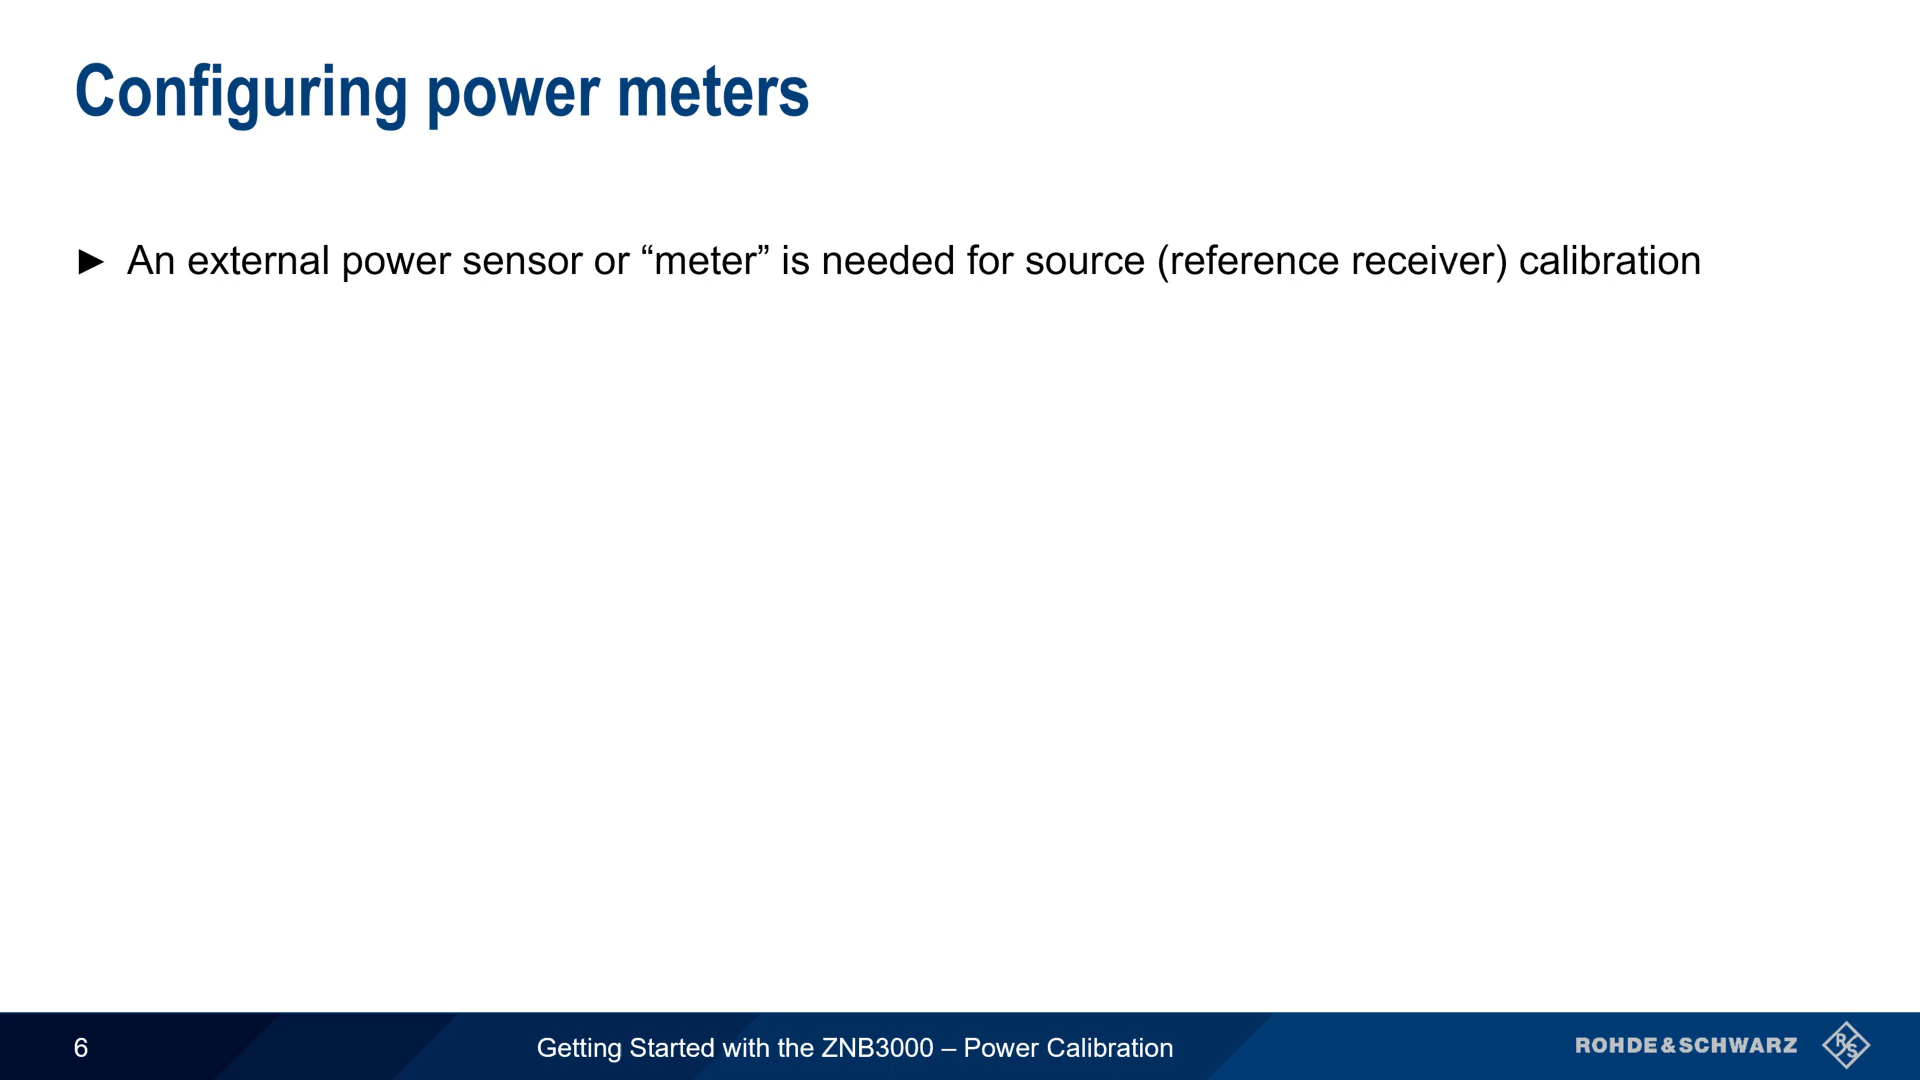 Configuring power meters
► An external power sensor or “meter” is needed for source (reference receiver) calibration
6
Getting Started with the ZNB3000 – Power Calibration
ROHDE&SCHWARZ
R&S